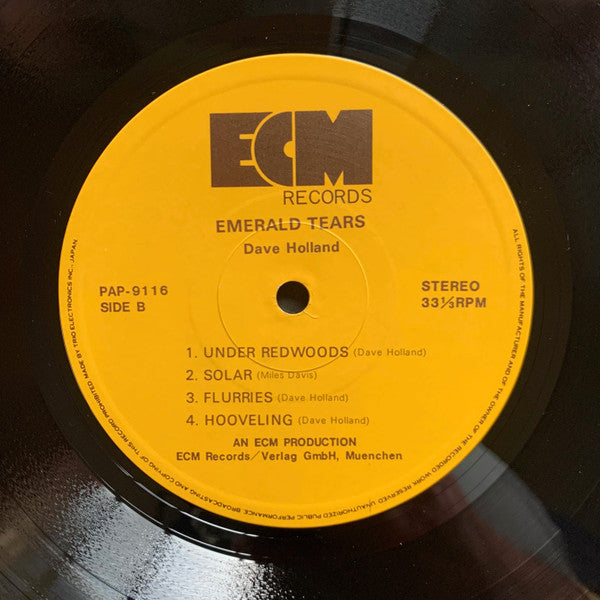 ECM
RECORDS
EMERALD TEARS
Dave Holland
PAP-9116
SIDE B
STEREO
33⅓RPM
1. UNDER REDWOODS (Dave Holland)
2. SOLAR (Miles Davis)
3. FLURRIES (Dave Holland)
4. HOOVELING (Dave Holland)
AN ECM PRODUCTION
ECM Records/Verlag GmbH, Muenchen
ALL RIGHTS OF THE MANUFACTURER AND OF THE OWNER OF THE RECORDED WORK RESERVED UNAUTHORIZED PUBLIC PERFORMANCE BROADCASTING AND COPYING OF THIS RECORD PROHIBITED MADE BY TRIO ELECTRONICS INC., JAPAN